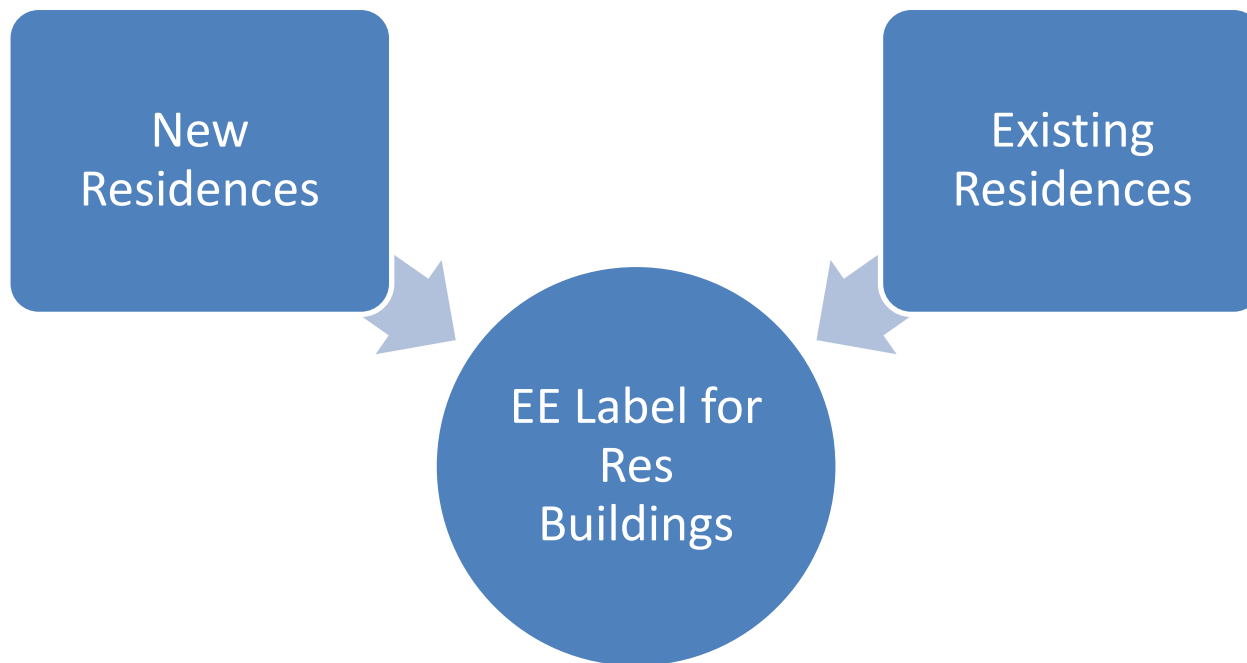 New
Residences
Existing
Residences
EE Label for
Res
Buildings